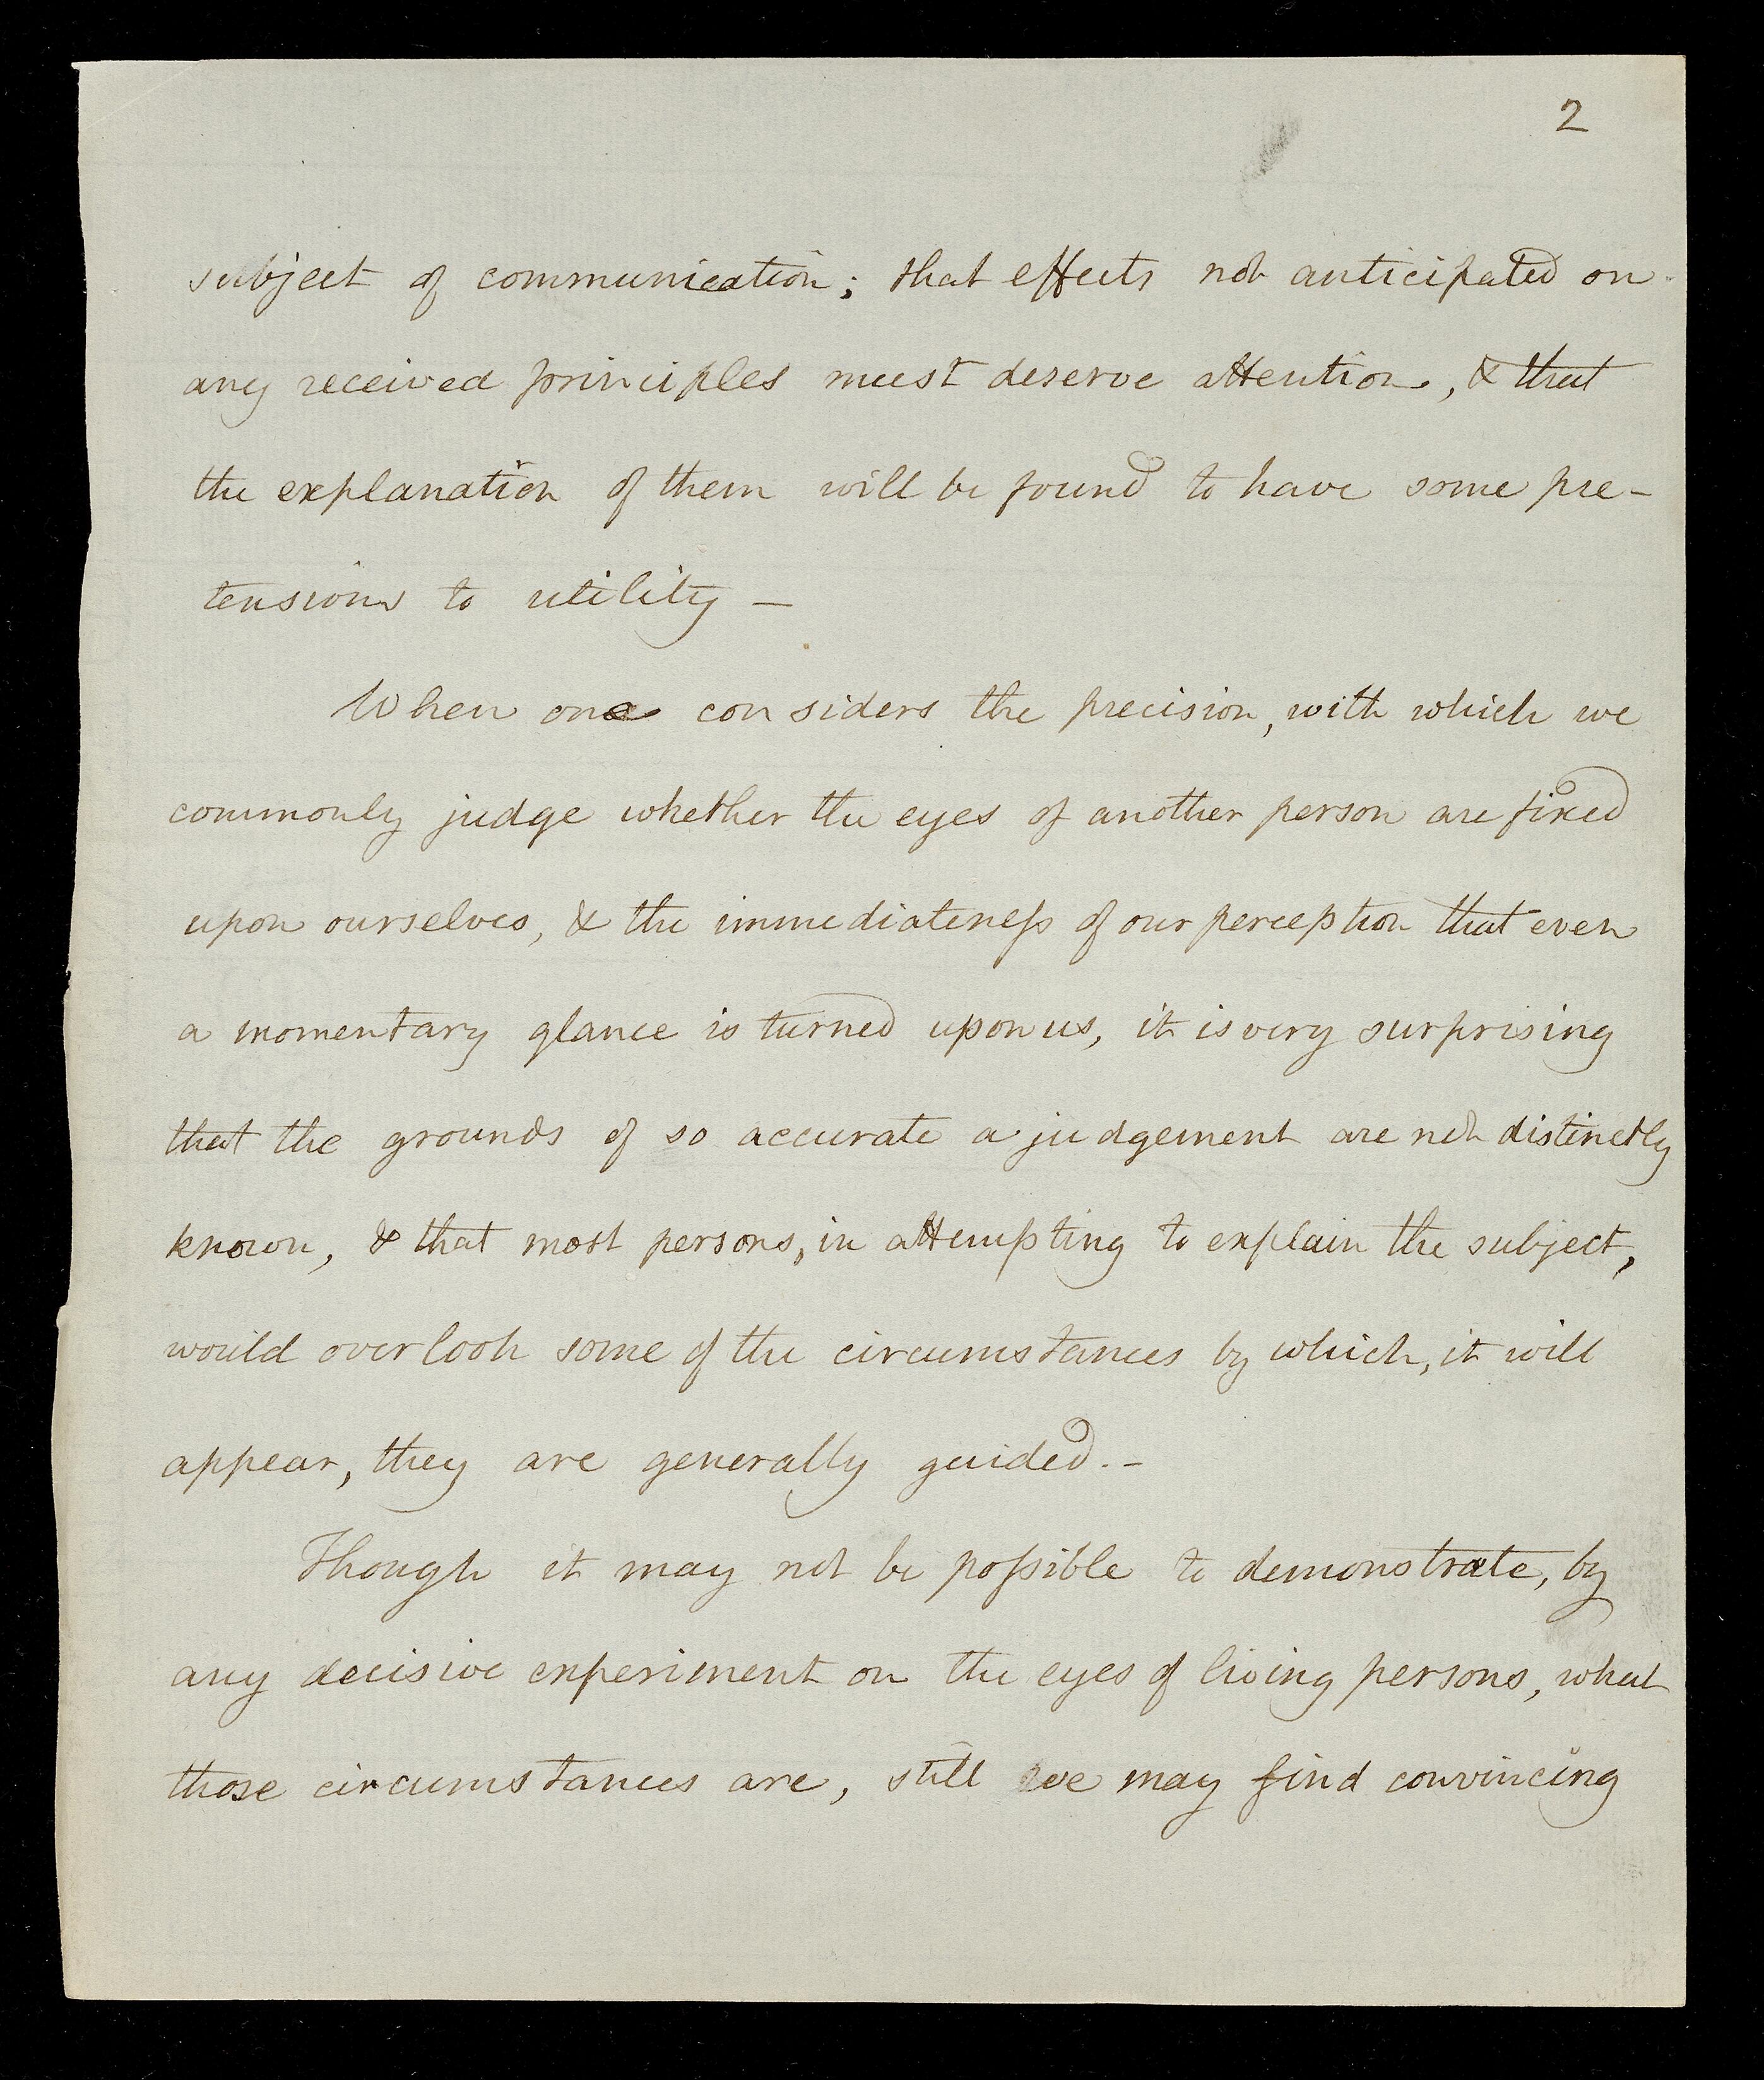 2
subject of communication; that effects not anticipated on
any received principles must deserve attention, & that
the explanation of them will be found to have some pre-
tensions to utility —
When one considers the precision, with which we
commonly judge whether the eyes of another person are fixed
upon ourselves, & the immediateneſs of our perception that even
a momentary glance is turned upon us, it is very surprising
that the grounds of so accurate a judgement are not distinctly
known, & that most persons, in attempting to explain the subject,
would overlook some of the circumstances by which, it will
appear, they are generally guided. -
Though it may not be poſsible to demonstrate, by
any decisive experiment on the eyes of living persons, what
those circumstances are, still we may find convincing